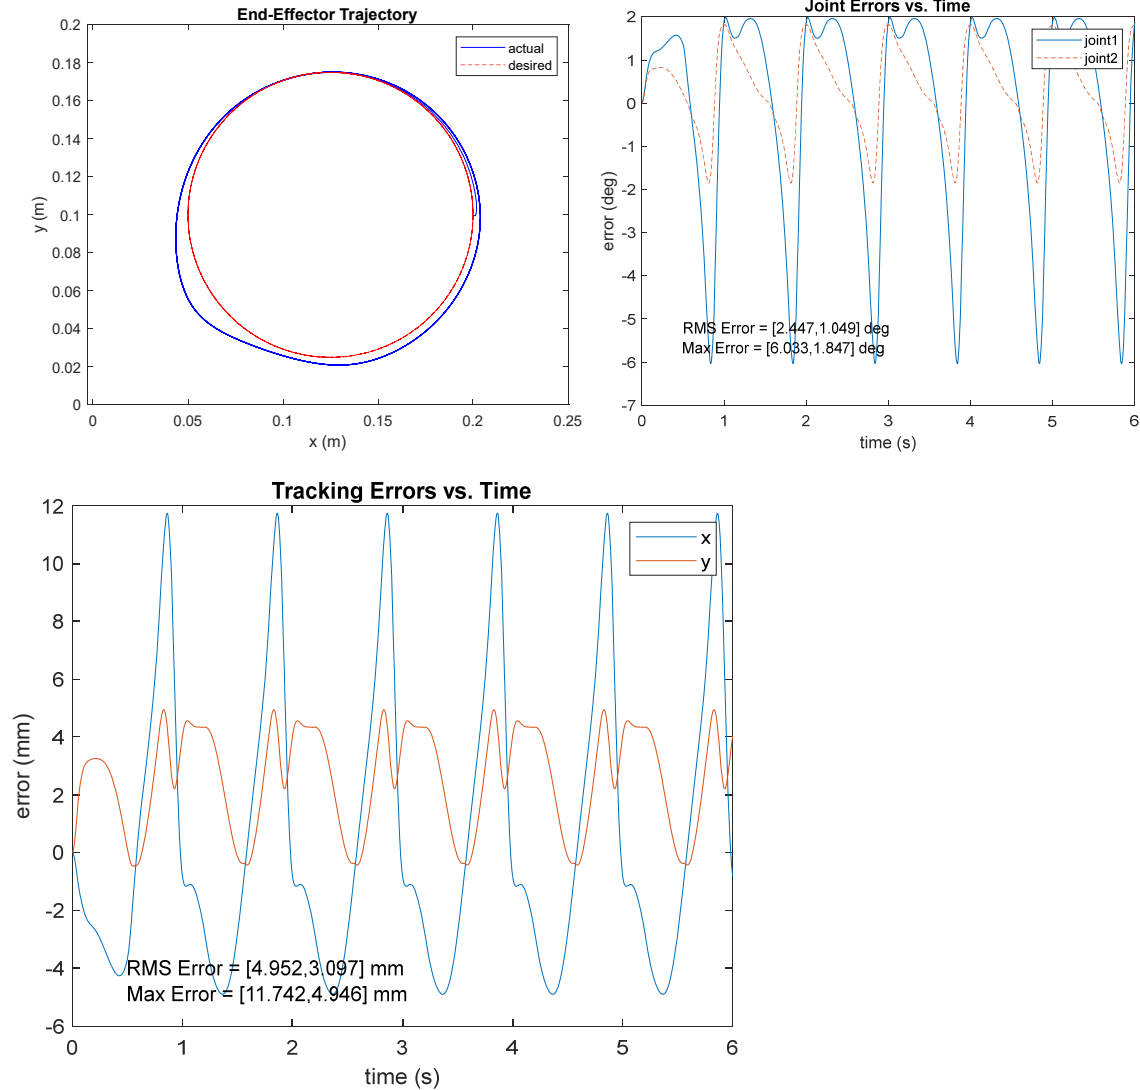 End-Effector Trajectory
0.2
0.18
0.16
0.14
0.12
0.1
0.08
0.06
0.04
0.02
0
y (m)
actual
desired
0
0.05
0.1
0.15
0.2
0.25
x (m)
Joint Errors vs. Time
2
1
0
-1
-2
-3
-4
-5
-6
-7
error (deg)
joint1
joint2
RMS Error = [2.447,1.049] deg
Max Error = [6.033,1.847] deg
0
1
2
3
4
5
6
time (s)
Tracking Errors vs. Time
12
10
8
6
4
2
0
-2
-4
-6
error (mm)
x
y
RMS Error = [4.952,3.097] mm
Max Error = [11.742,4.946] mm
0
1
2
3
4
5
6
time (s)